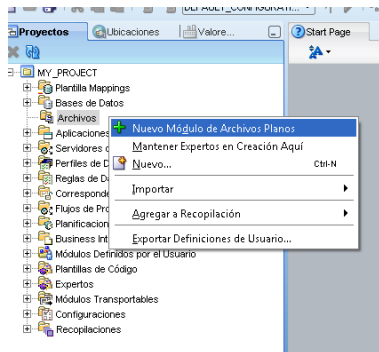 DEFAULT_CONFIGURATI...
Proyectos
Ubicaciones
Valore...
Start Page
MY_PROJECT
Plantilla Mappings
Bases de Datos
Archivos
Nuevo Módulo de Archivos Planos
Aplicaciones
Mantener Expertos en Creación Aquí
Servidores
Nuevo... Ctrl-N
Perfiles de D
Reglas de D
Importar
Corresponde
Flujos de Pro
Agregar a Recopilación
Planificacion
Exportar Definiciones de Usuario...
Business Int
Módulos Definidos por el Usuario
Plantillas de Código
Expertos
Módulos Transportables
Configuraciones
Recopilaciones